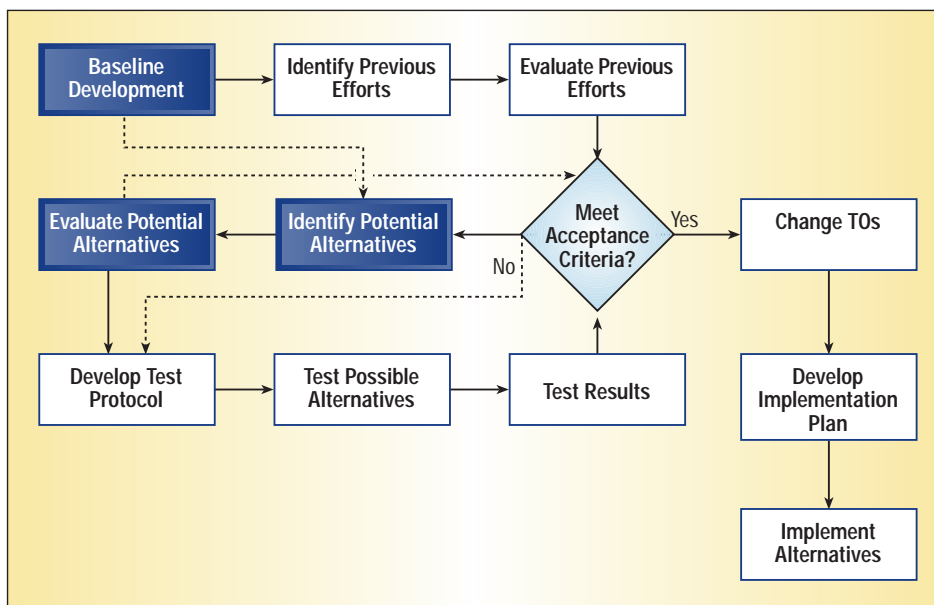 Baseline
Development
Identify Previous
Efforts
Evaluate Previous
Efforts
Evaluate Potential
Alternatives
Identify Potential
Alternatives
Meet
Acceptance
Criteria?
Yes
No
Change TOs
Develop Test
Protocol
Test Possible
Alternatives
Test Results
Develop
Implementation
Plan
Implement
Alternatives